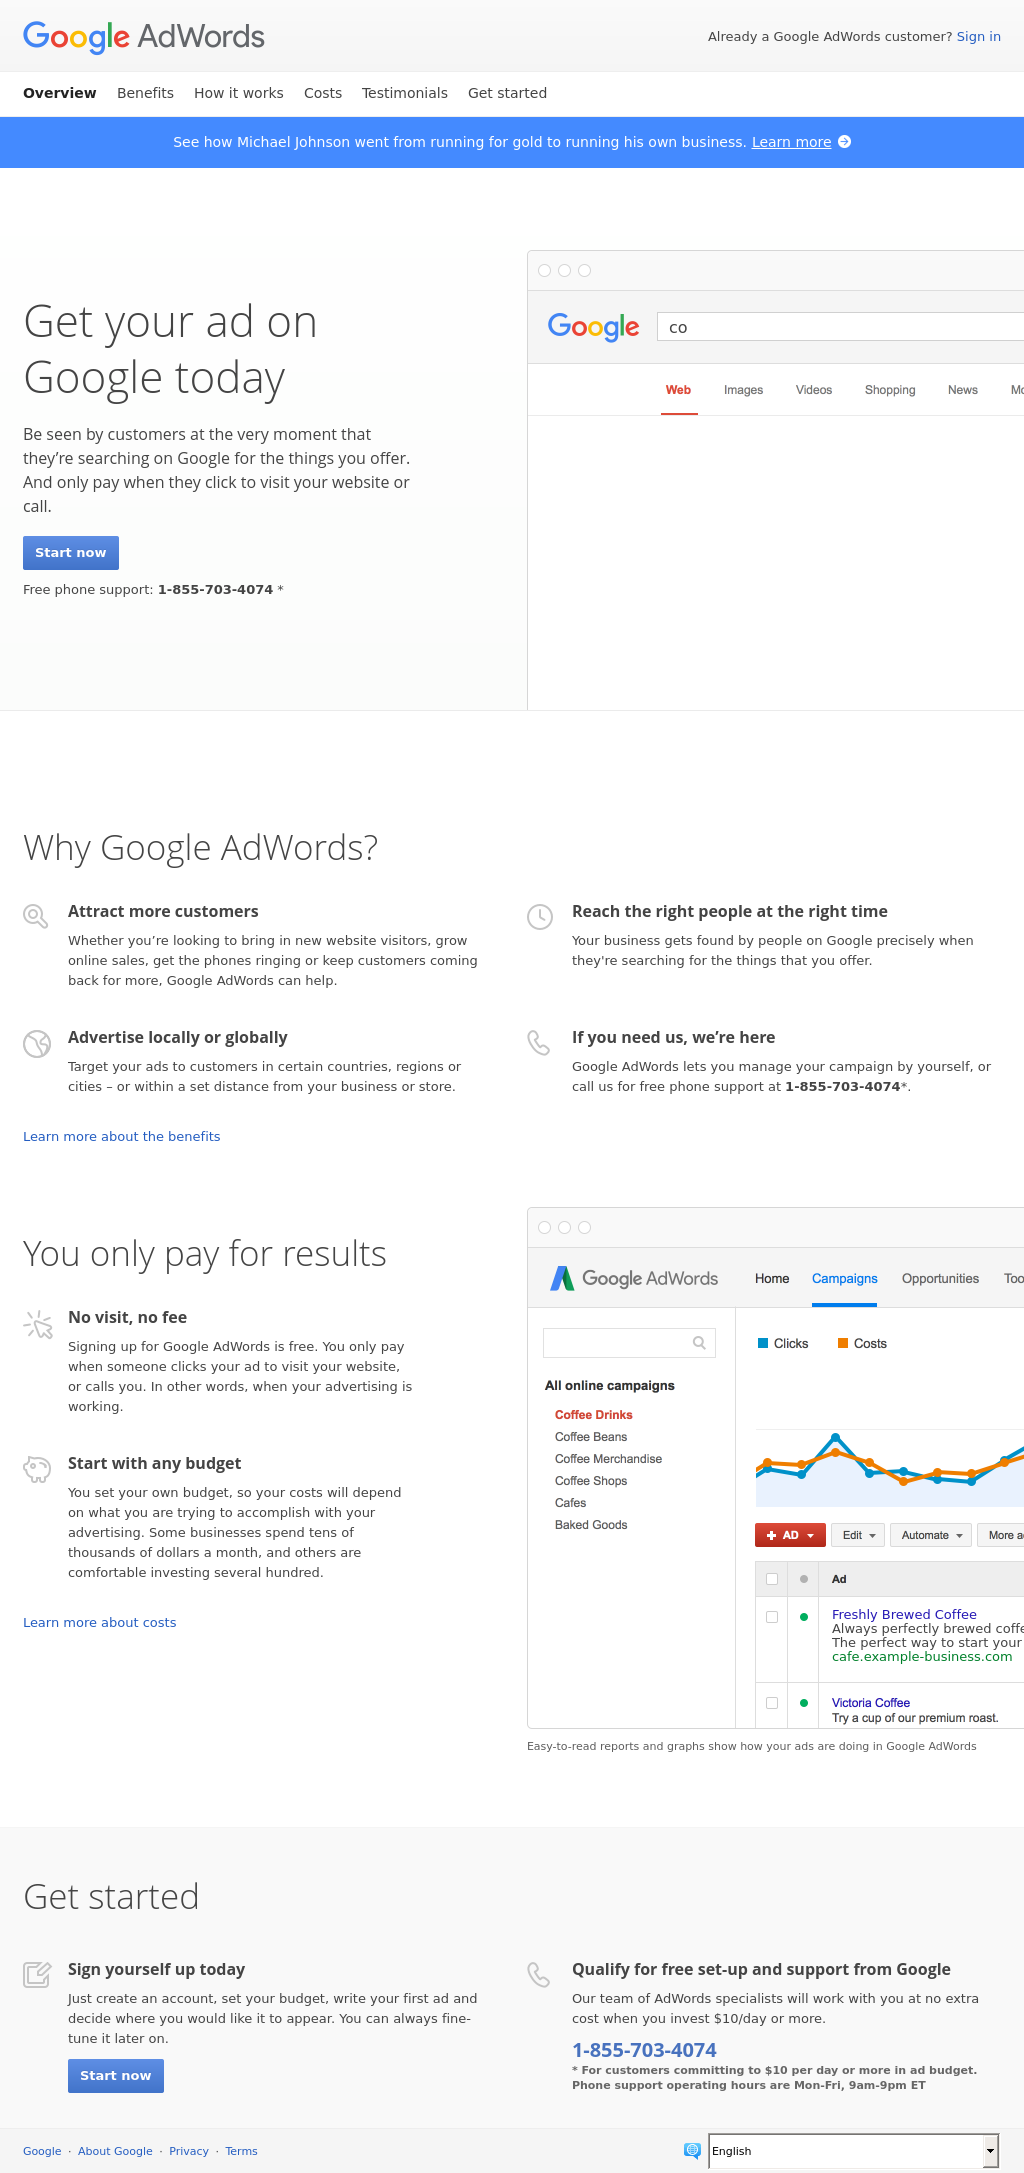 Google AdWords
Already a Google AdWords customer? Sign in
Overview Benefits How it works Costs Testimonials Get started
See how Michael Johnson went from running for gold to running his own business. Learn more
Get your ad on
Google today
Be seen by customers at the very moment that
they’re searching on Google for the things you offer.
And only pay when they click to visit your website or
call.
Start now
Free phone support: 1-855-703-4074 *
Google co
Web Images Videos Shopping News
Why Google AdWords?
Attract more customers
Whether you’re looking to bring in new website visitors, grow
online sales, get the phones ringing or keep customers coming
back for more, Google AdWords can help.
Reach the right people at the right time
Your business gets found by people on Google precisely when
they're searching for the things that you offer.
Advertise locally or globally
Target your ads to customers in certain countries, regions or
cities – or within a set distance from your business or store.
If you need us, we’re here
Google AdWords lets you manage your campaign by yourself, or
call us for free phone support at 1-855-703-4074*.
Learn more about the benefits
You only pay for results
No visit, no fee
Signing up for Google AdWords is free. You only pay
when someone clicks your ad to visit your website,
or calls you. In other words, when your advertising is
working.
Start with any budget
You set your own budget, so your costs will depend
on what you are trying to accomplish with your
advertising. Some businesses spend tens of
thousands of dollars a month, and others are
comfortable investing several hundred.
Learn more about costs
Google AdWords Home Campaigns Opportunities
Clicks Costs
All online campaigns
Coffee Drinks
Coffee Beans
Coffee Merchandise
Coffee Shops
Cafes
Baked Goods
AD Edit Automate More
Ad
Freshly Brewed Coffee
Always perfectly brewed
The perfect way to start your
cafe.example-business.com
Victoria Coffee
Try a cup of our premium roast.
Easy-to-read reports and graphs show how your ads are doing in Google AdWords
Get started
Sign yourself up today
Just create an account, set your budget, write your first ad and
decide where you would like it to appear. You can always fine-
tune it later on.
Start now
Qualify for free set-up and support from Google
Our team of AdWords specialists will work with you at no extra
cost when you invest $10/day or more.
1-855-703-4074
* For customers committing to $10 per day or more in ad budget.
Phone support operating hours are Mon-Fri, 9am-9pm ET
Google · About Google · Privacy · Terms
English